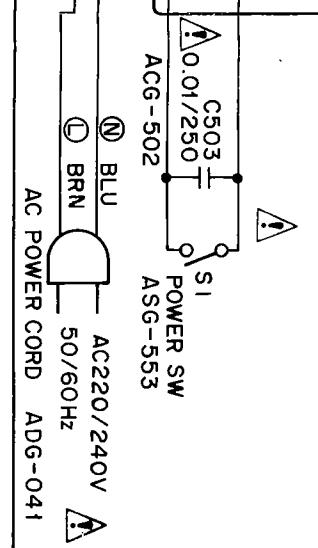 C503
0.01/250
ACG-502
S1
POWER SW
ASG-553
N BLU
L BRN
AC220/240V
50/60Hz
AC POWER CORD ADG-041